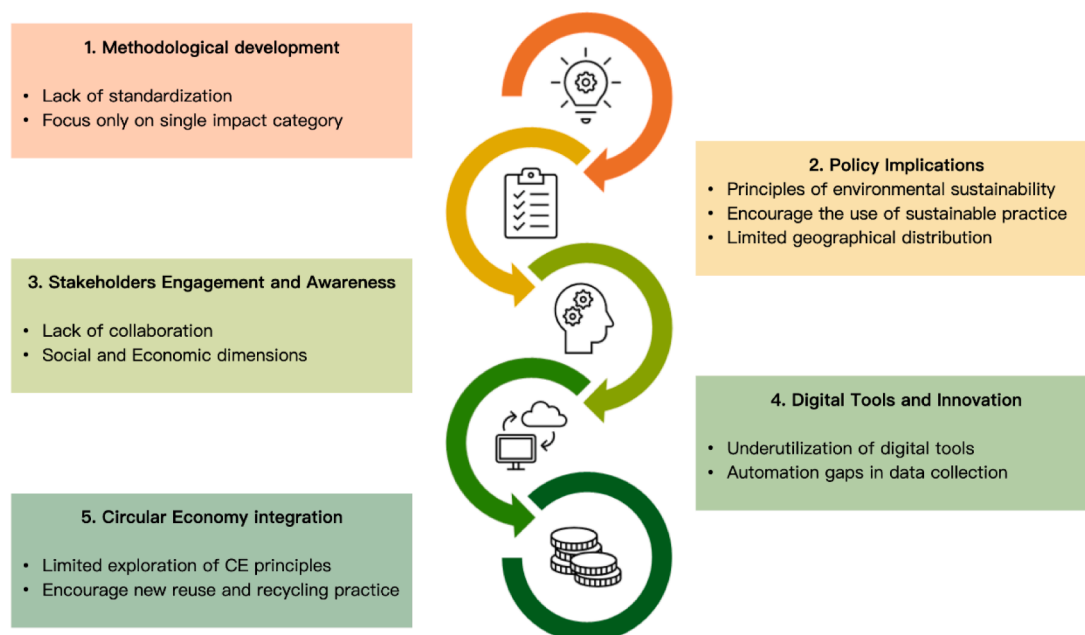 1. Methodological development
• Lack of standardization
• Focus only on single impact category
2. Policy Implications
• Principles of environmental sustainability
• Encourage the use of sustainable practice
• Limited geographical distribution
3. Stakeholders Engagement and Awareness
• Lack of collaboration
• Social and Economic dimensions
4. Digital Tools and Innovation
• Underutilization of digital tools
• Automation gaps in data collection
5. Circular Economy integration
• Limited exploration of CE principles
• Encourage new reuse and recycling practice